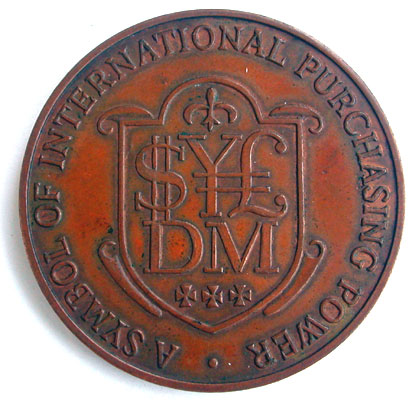 A SYMBOL OF INTERNATIONAL PURCHASING POWER •
$¥£
DM